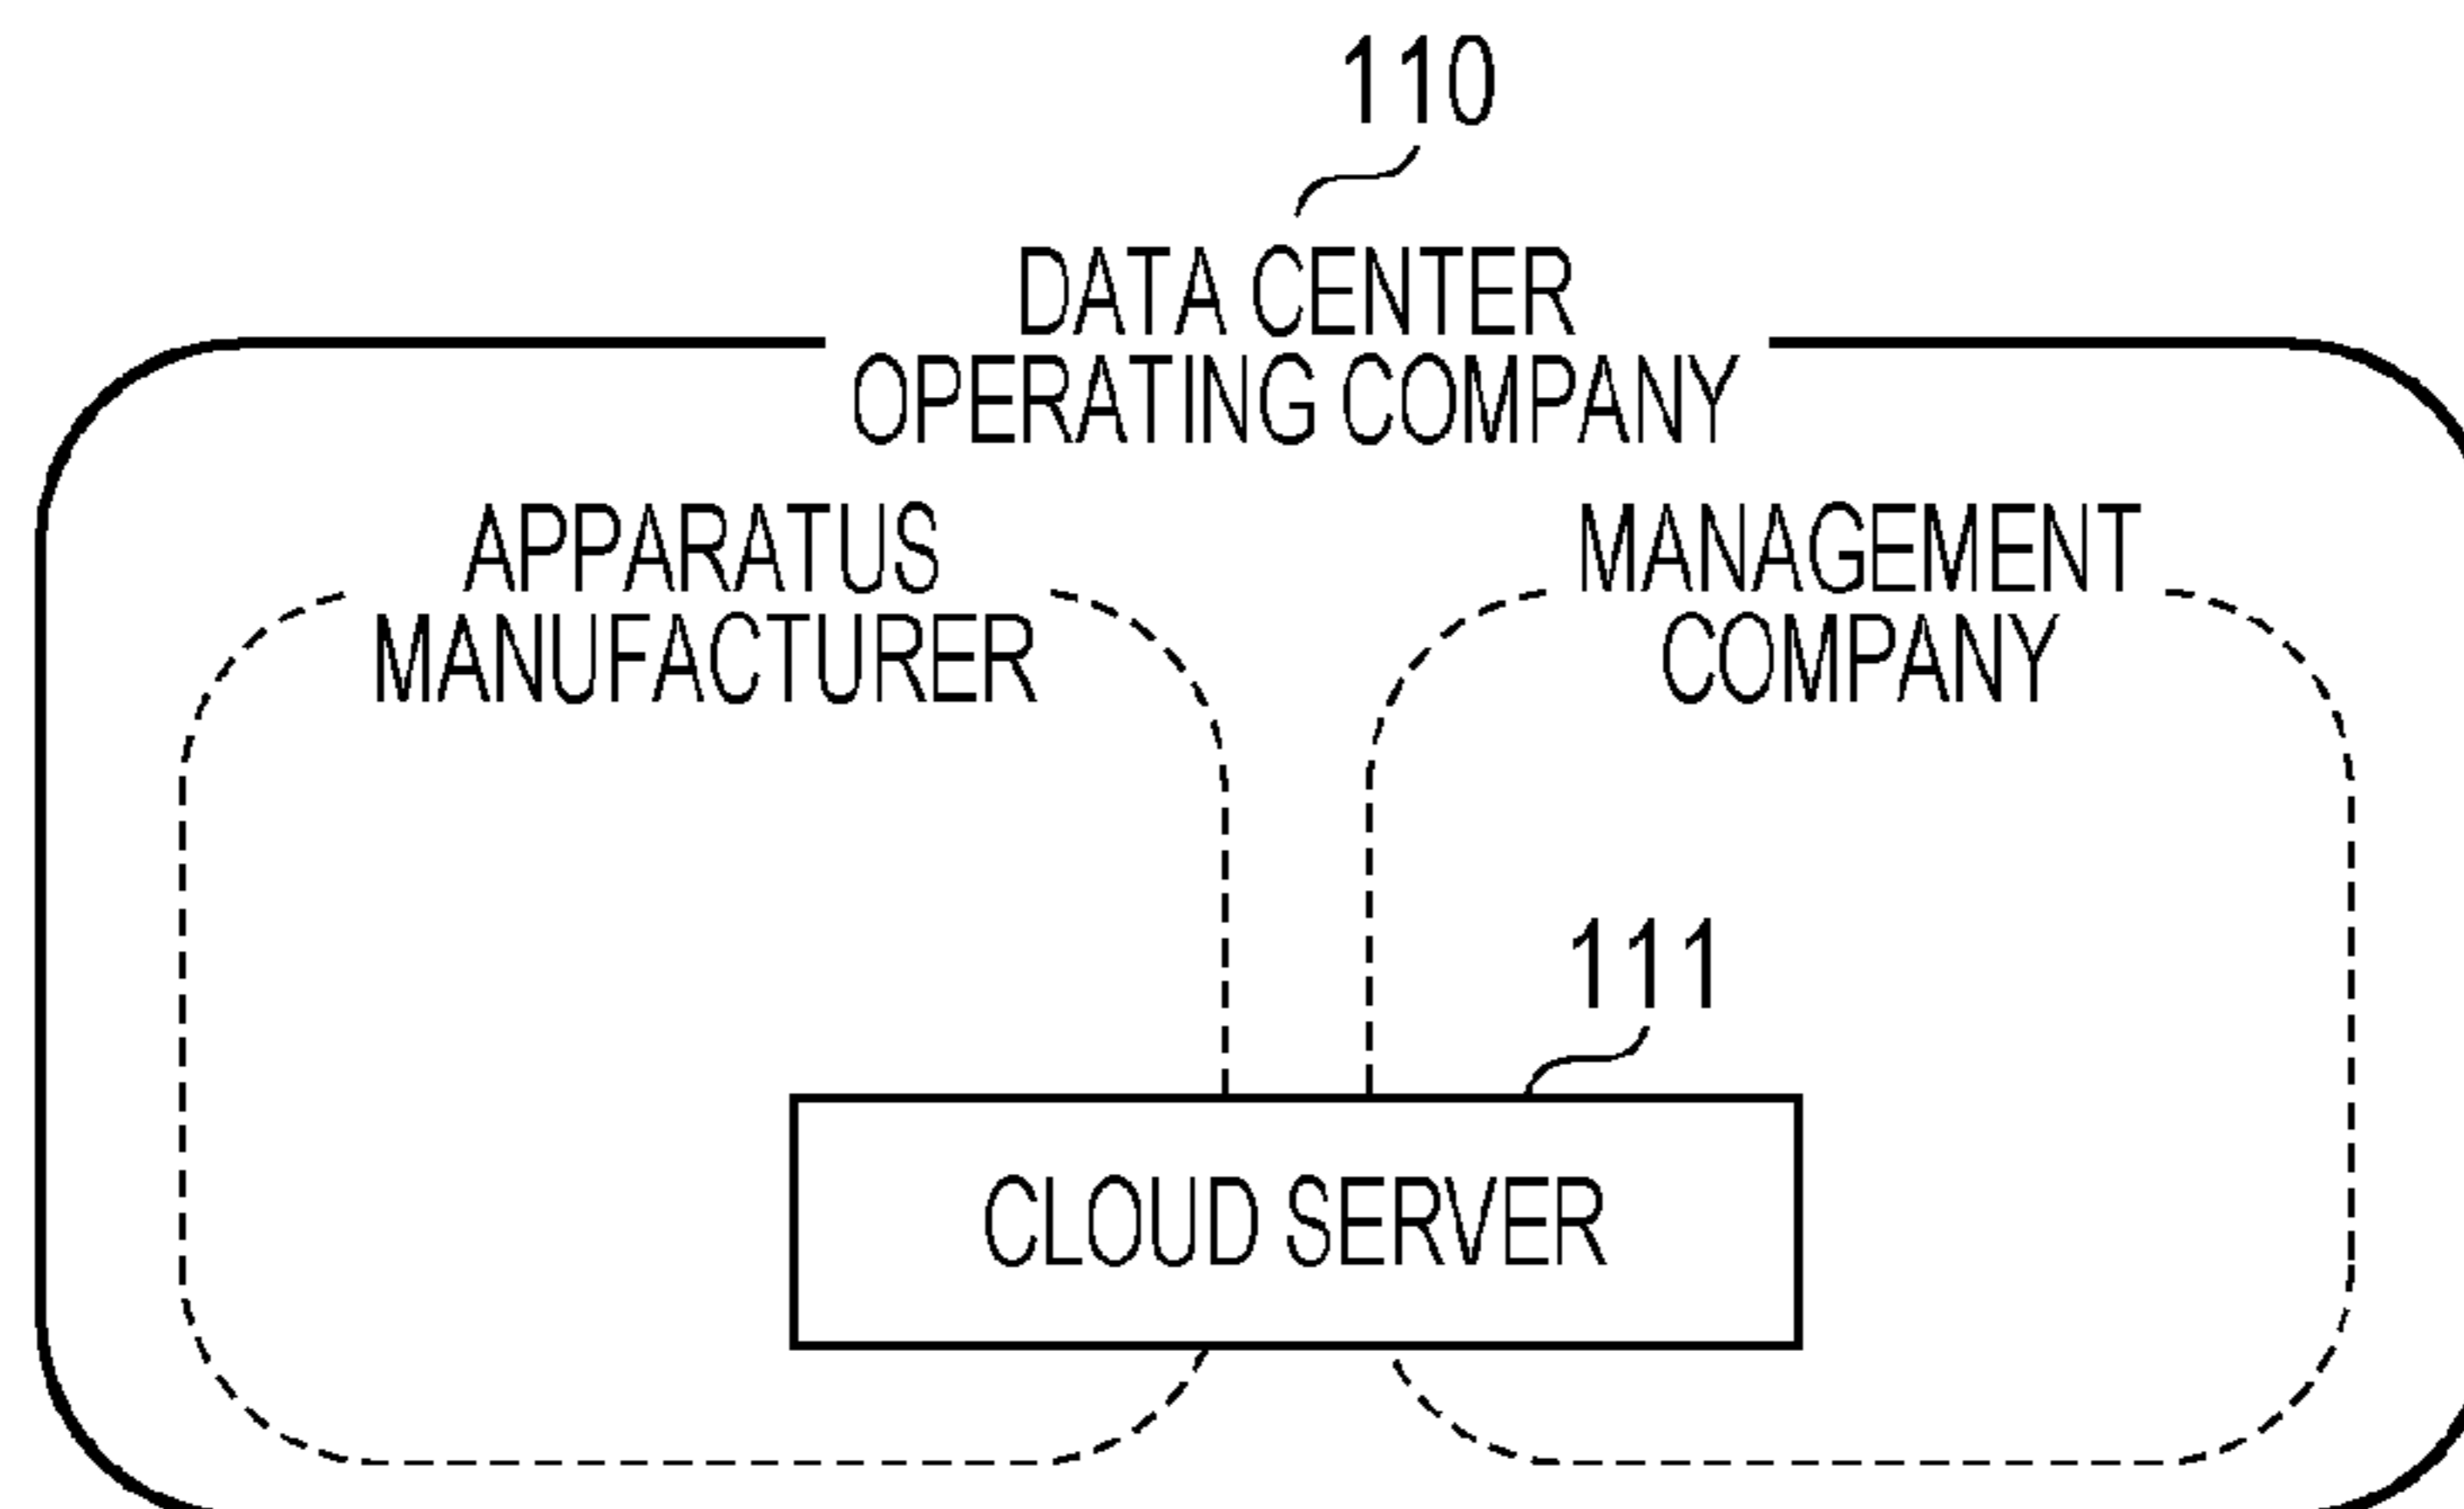 110
DATA CENTER
OPERATING COMPANY
APPARATUS
MANUFACTURER
MANAGEMENT
COMPANY
111
CLOUD SERVER